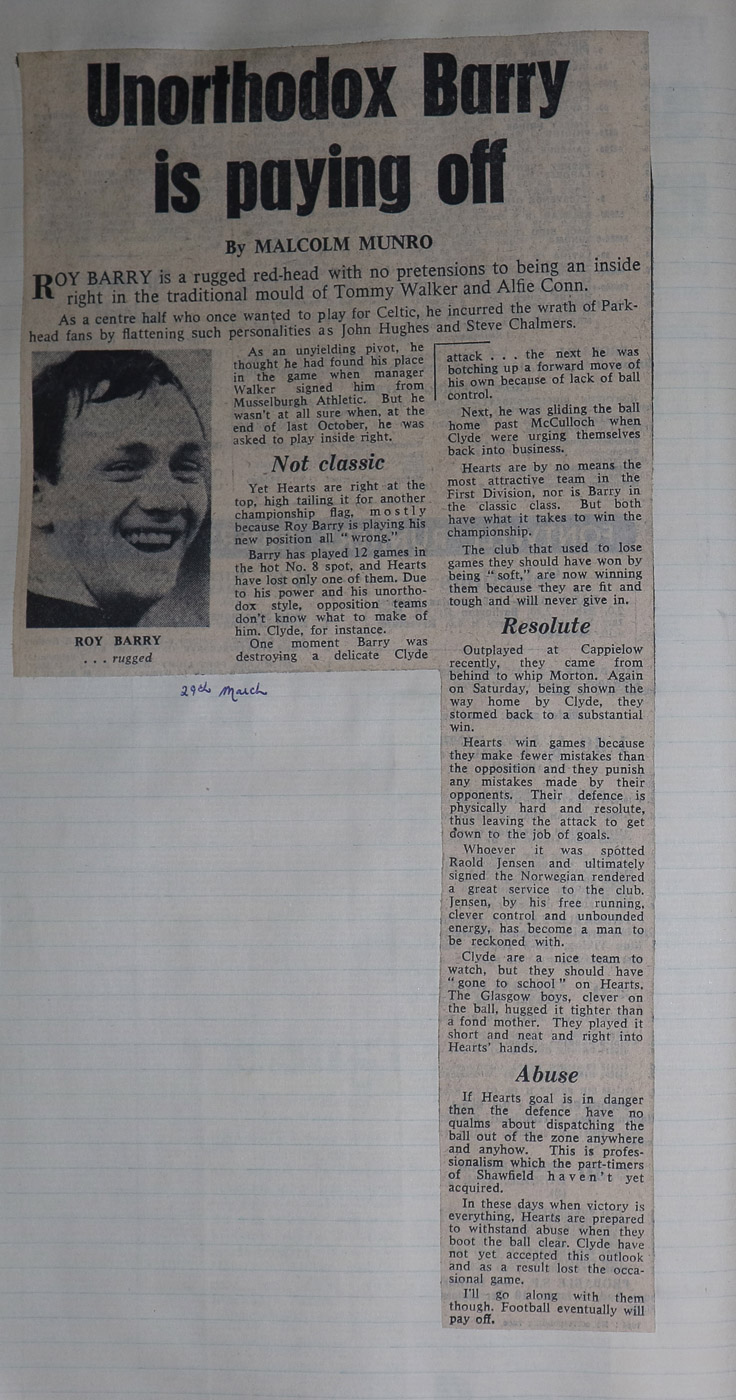 Unorthodox Barry
is paying off
By MALCOLM MUNRO
ROY BARRY is a rugged red-head with no pretensions to being an inside
right in the traditional mould of Tommy Walker and Alfie Conn.
As a centre half who once wanted to play for Celtic, he incurred the wrath of Park-
head fans by flattening such personalities as John Hughes and Steve Chalmers.
ROY BARRY
. . . rugged
29th March
As an unyielding pivot, he
thought he had found his place
in the game when manager
Walker signed him from
Musselburgh Athletic. But he
wasn't at all sure when, at the
end of last October, he was
asked to play inside right.
Not classic
Yet Hearts are right at the
top, high tailing it for another
championship flag, mostly
because Roy Barry is playing his
new position all "wrong."
Barry has played 12 games in
the hot No. 8 spot, and Hearts
have lost only one of them. Due
to his power and his unortho-
dox style, opposition teams
don't know what to make of
him. Clyde, for instance.
One moment Barry was
destroying a delicate Clyde
attack . . . the next he was
botching up a forward move of
his own because of lack of ball
control.
Next, he was gliding the ball
home past McCulloch when
Clyde were urging themselves
back into business.
Hearts are by no means the
most attractive team in the
First Division, nor is Barry in
the classic class. But both
have what it takes to win the
championship.
The club that used to lose
games they should have won by
being "soft," are now winning
them because they are fit and
tough and will never give in.
Resolute
Outplayed at Cappielow
recently, they came from
behind to whip Morton. Again
on Saturday, being shown the
way home by Clyde, they
stormed back to a substantial
win.
Hearts win games because
they make fewer mistakes than
the opposition and they punish
any mistakes made by their
opponents. Their defence is
physically hard and resolute,
thus leaving the attack to get
down to the job of goals.
Whoever it was spotted
Raold Jensen and ultimately
signed the Norwegian rendered
a great service to the club.
Jensen, by his free running,
clever control and unbounded
energy, has become a man to
be reckoned with.
Clyde are a nice team to
watch, but they should have
"gone to school" on Hearts.
The Glasgow boys, clever on
the ball, hugged it tighter than
a fond mother. They played it
short and neat and right into
Hearts' hands.
Abuse
If Hearts goal is in danger
then the defence have no
qualms about dispatching the
ball out of the zone anywhere
and anyhow. This is profes-
sionalism which the part-timers
of Shawfield haven't yet
acquired.
In these days when victory is
everything, Hearts are prepared
to withstand abuse when they
boot the ball clear. Clyde have
not yet accepted this outlook
and as a result lost the occa-
sional game.
I'll go along with them
though. Football eventually will
pay off.